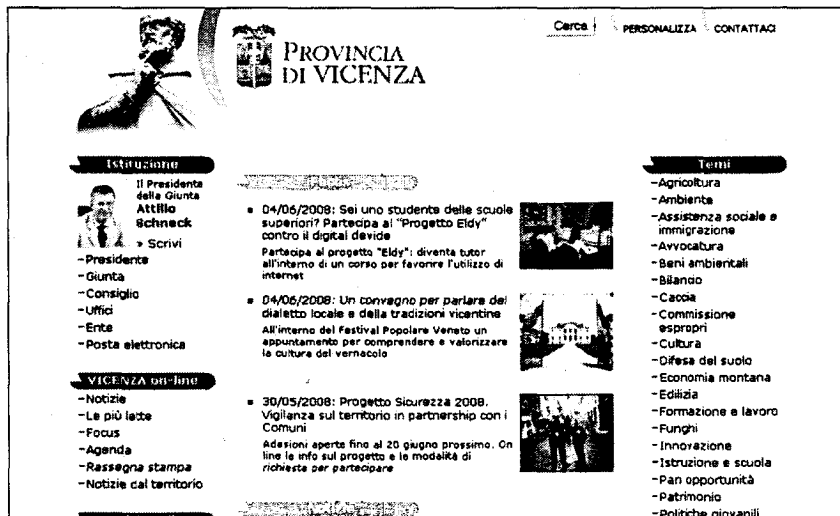 Cerca
PERSONALIZZA
CONTATTACI
PROVINCIA
DI VICENZA
Istituzione
Il Presidente
della Giunta
Attilio
Schneck
» Scrivi
-Presidente
-Giunta
-Consiglio
-Uffici
-Ente
-Posta elettronica
VICENZA on-line
-Notizie
-Le più lette
-Focus
-Agenda
-Rassegna stampa
-Notizie dal territorio
04/06/2008: Sei uno studente delle scuole
superiori? Partecipa al "Progetto Eldy"
contro il digital devide
Partecipa al progetto "Eldy": diventa tutor
all'interno di un corso per favorire l'utilizzo di
internet
04/06/2008: Un convegno per parlare del
dialetto locale e della tradizioni vicentine
All'interno del Festival Popolare Veneto un
appuntamento per comprendere e valorizzare
la cultura del vernacolo
30/05/2008: Progetto Sicurezza 2008.
Vigilanza sul territorio in partnership con i
Comuni
Adesioni aperte fino al 20 giugno prossimo. On
line le info sul progetto e le modalità di
richiesta per partecipare
Temi
-Agricoltura
-Ambiente
-Assistenza sociale e
immigrazione
-Avvocatura
-Beni ambientali
-Bilancio
-Caccia
-Commissione
espropri
-Cultura
-Difesa del suolo
-Economia montana
-Edilizia
-Formazione e lavoro
-Funghi
-Innovazione
-Istruzione e scuola
-Pari opportunità
-Patrimonio
-Politiche giovanili